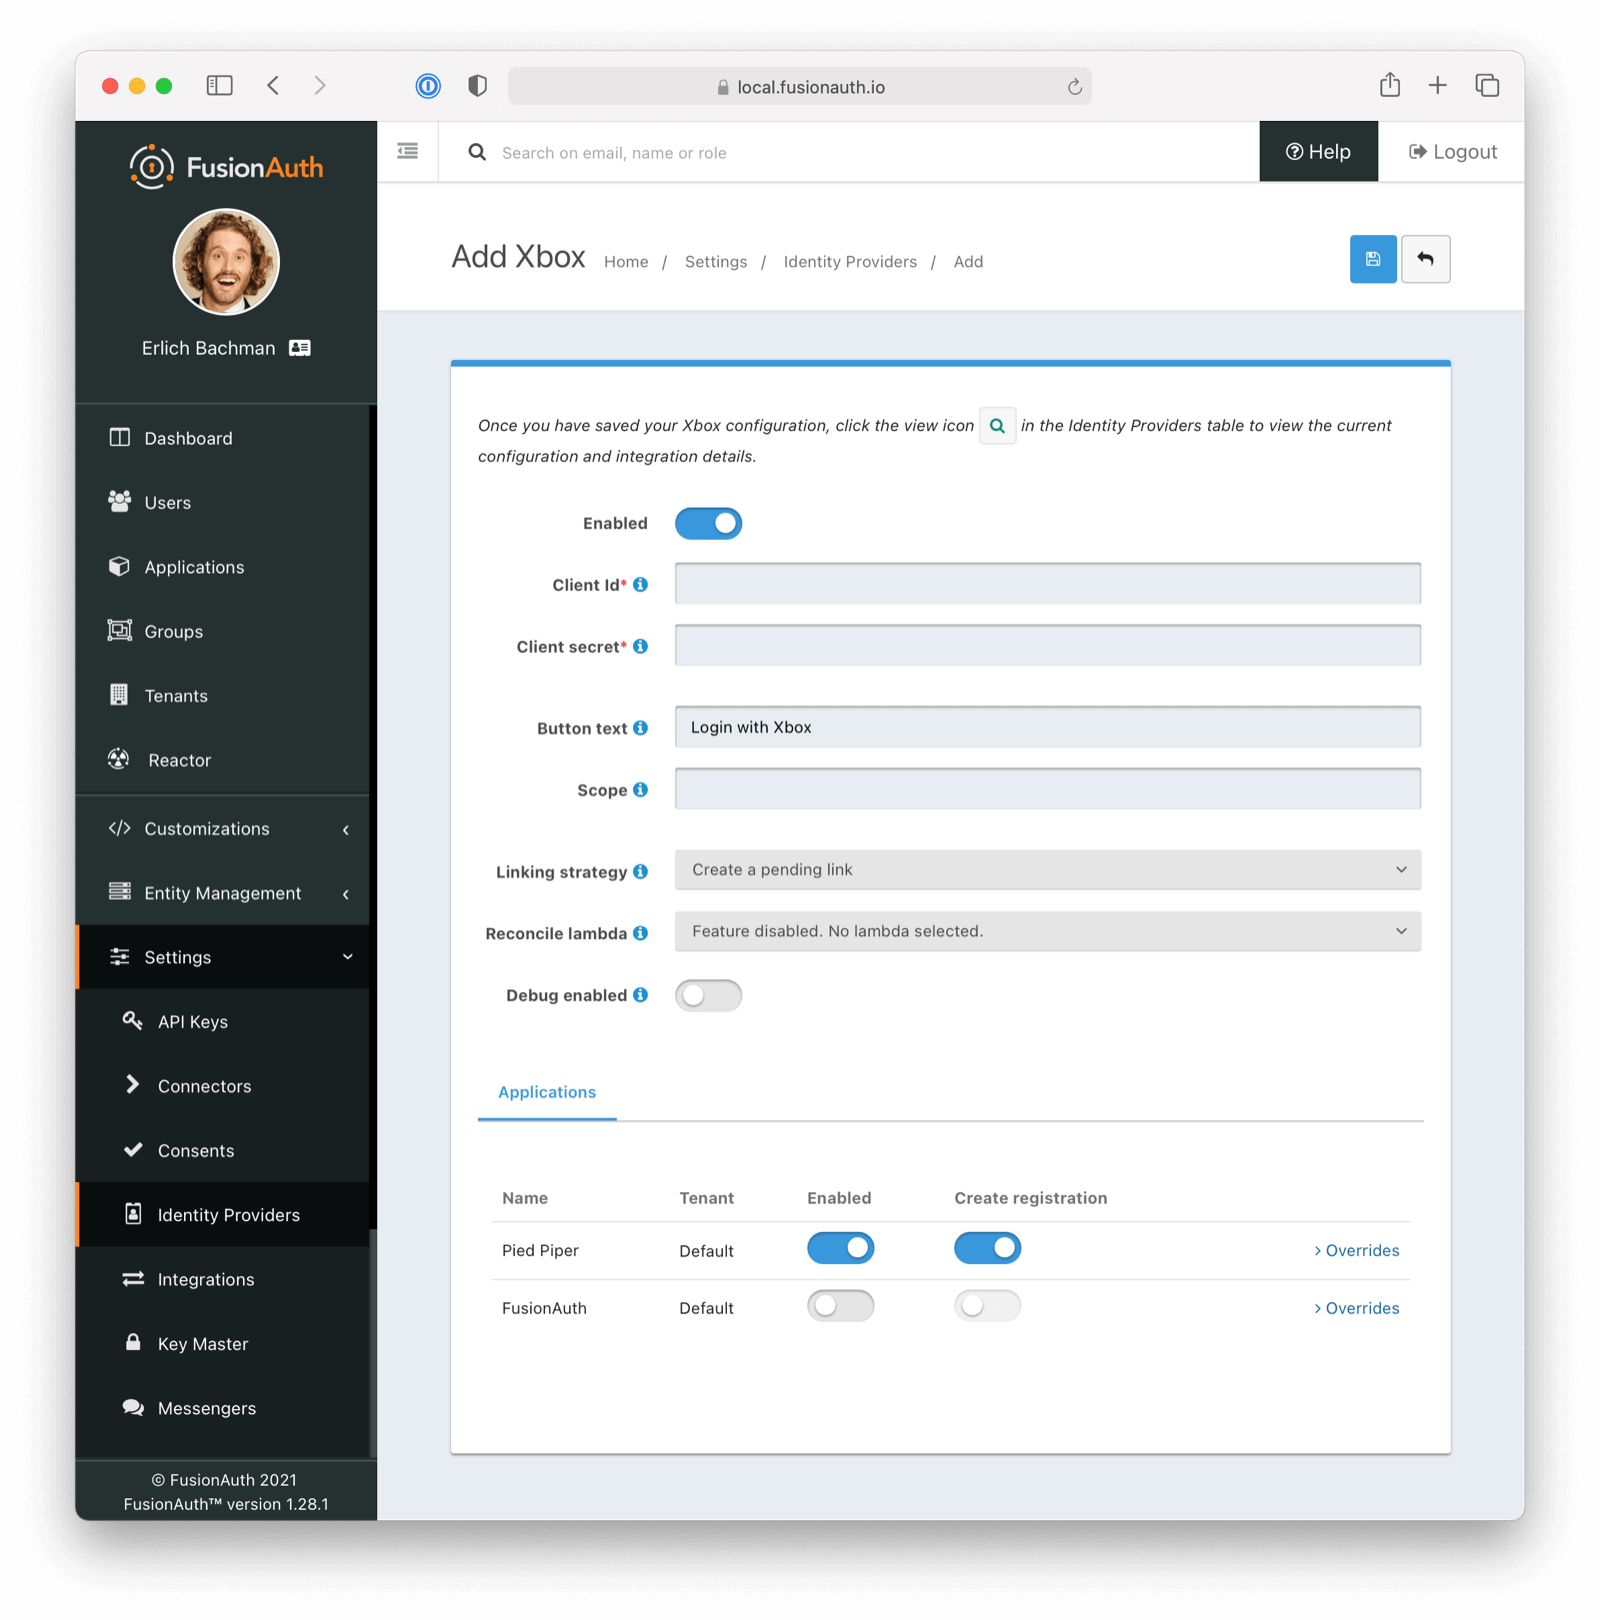 local.fusionauth.io
FusionAuth
Search on email, name or role
Help
Logout
Erlich Bachman
Add Xbox
Home / Settings / Identity Providers / Add
Dashboard
Users
Applications
Groups
Tenants
Reactor
Customizations
Entity Management
Settings
API Keys
Connectors
Consents
Identity Providers
Integrations
Key Master
Messengers
© FusionAuth 2021
FusionAuth™ version 1.28.1
Once you have saved your Xbox configuration, click the view icon in the Identity Providers table to view the current
configuration and integration details.
Enabled
Client Id*
Client secret*
Button text Login with Xbox
Scope
Linking strategy Create a pending link
Reconcile lambda Feature disabled. No lambda selected.
Debug enabled
Applications
Name Tenant Enabled Create registration
Pied Piper Default > Overrides
FusionAuth Default > Overrides